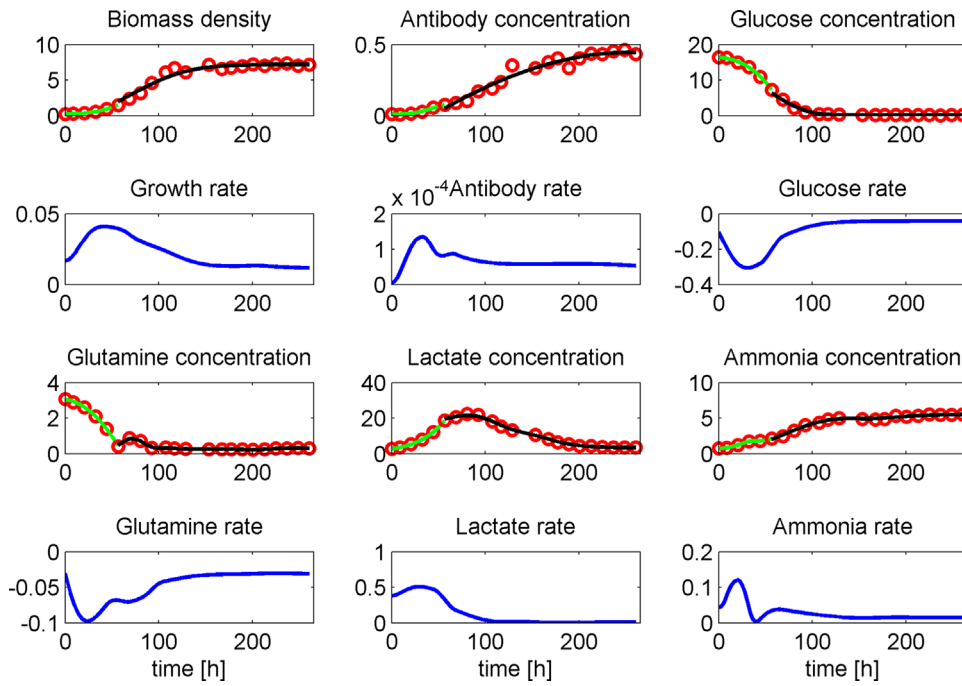 Biomass density Antibody concentration Glucose concentration
10
5
0
0 100 200
0.5
0
0 100 200
20
10
0
0 100 200
Growth rate x 10-4 Antibody rate Glucose rate
0.05
0
0 100 200
2
1
0
0 100 200
0
-0.2
-0.4
0 100 200
Glutamine concentration Lactate concentration Ammonia concentration
4
2
0
0 100 200
40
20
0
0 100 200
10
5
0
0 100 200
Glutamine rate Lactate rate Ammonia rate
0
-0.05
-0.1
0 100 200
time [h]
1
0.5
0
0 100 200
time [h]
0.2
0.1
0
0 100 200
time [h]